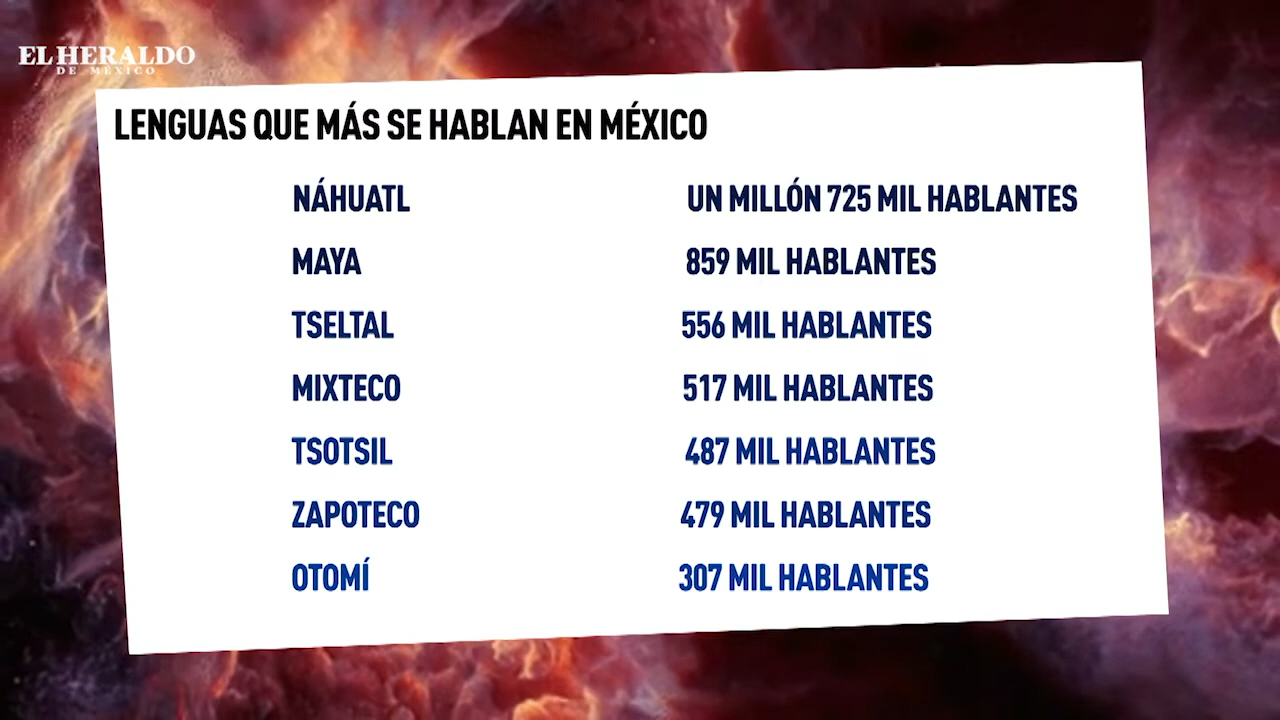 EL HERALDO
DE MÉXICO
LENGUAS QUE MÁS SE HABLAN EN MÉXICO
NÁHUATL UN MILLÓN 725 MIL HABLANTES
MAYA 859 MIL HABLANTES
TSELTAL 556 MIL HABLANTES
MIXTECO 517 MIL HABLANTES
TSOTSIL 487 MIL HABLANTES
ZAPOTECO 479 MIL HABLANTES
OTOMÍ 307 MIL HABLANTES